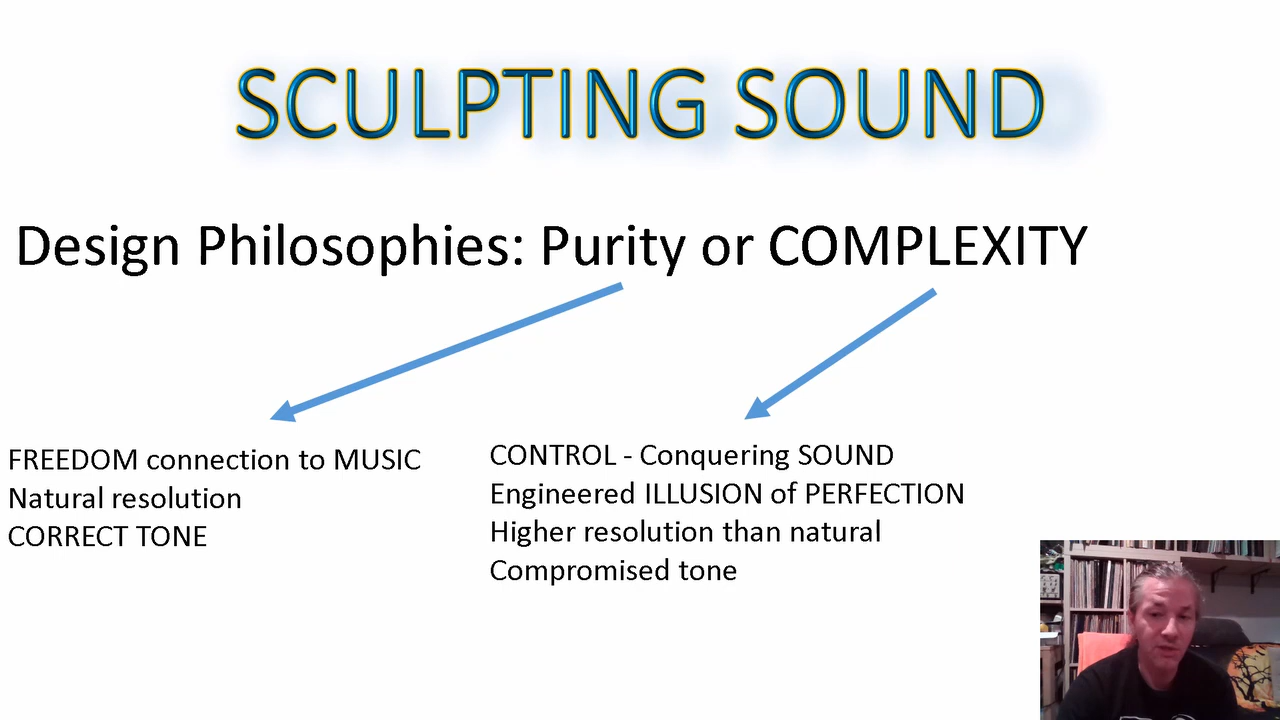 SCULPTING SOUND
Design Philosophies: Purity or COMPLEXITY
FREEDOM connection to MUSIC
Natural resolution
CORRECT TONE
CONTROL - Conquering SOUND
Engineered ILLUSION of PERFECTION
Higher resolution than natural
Compromised tone